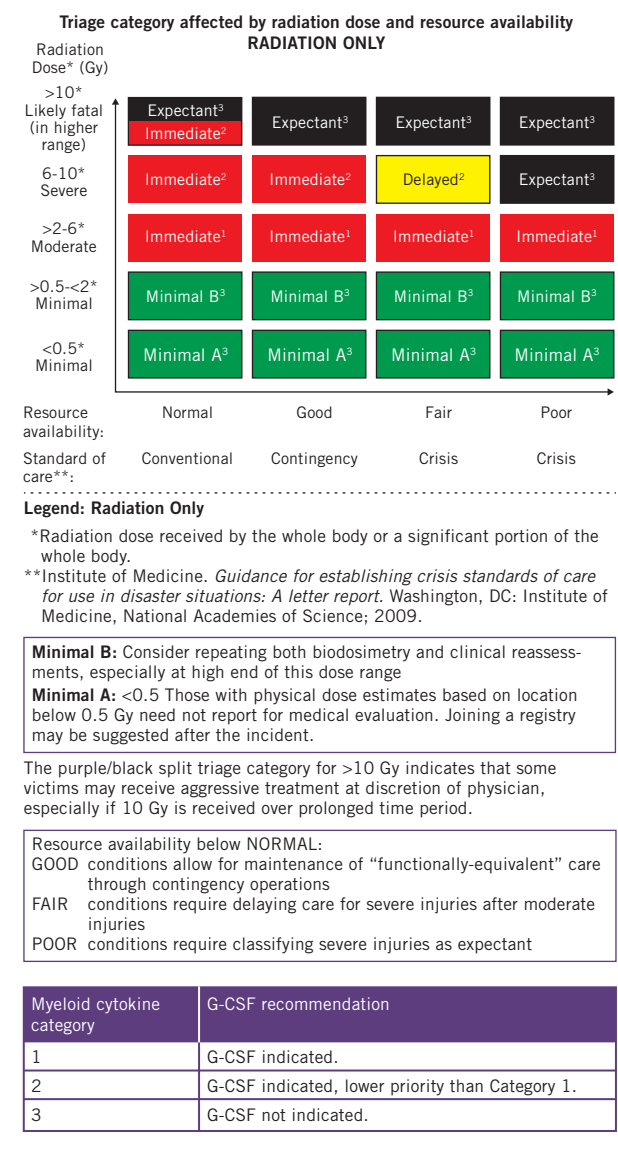 Triage category affected by radiation dose and resource availability
RADIATION ONLY
Radiation
Dose* (Gy)
>10*
Likely fatal
(in higher
range)
Expectant³
Immediate²
Expectant³
Expectant³
Expectant³
6-10*
Severe
Immediate²
Immediate²
Delayed²
Expectant³
>2-6*
Moderate
Immediate¹
Immediate¹
Immediate¹
Immediate¹
>0.5-<2*
Minimal
Minimal B³
Minimal B³
Minimal B³
Minimal B³
<0.5*
Minimal
Minimal A³
Minimal A³
Minimal A³
Minimal A³
Resource
availability:
Normal
Good
Fair
Poor
Standard of
care**:
Conventional
Contingency
Crisis
Crisis
Legend: Radiation Only
*Radiation dose received by the whole body or a significant portion of the
whole body.
**Institute of Medicine. Guidance for establishing crisis standards of care
for use in disaster situations: A letter report. Washington, DC: Institute of
Medicine, National Academies of Science; 2009.
Minimal B: Consider repeating both biodosimetry and clinical reassess-
ments, especially at high end of this dose range
Minimal A: <0.5 Those with physical dose estimates based on location
below 0.5 Gy need not report for medical evaluation. Joining a registry
may be suggested after the incident.
The purple/black split triage category for >10 Gy indicates that some
victims may receive aggressive treatment at discretion of physician,
especially if 10 Gy is received over prolonged time period.
Resource availability below NORMAL:
GOOD conditions allow for maintenance of “functionally-equivalent” care
through contingency operations
FAIR conditions require delaying care for severe injuries after moderate
injuries
POOR conditions require classifying severe injuries as expectant
Myeloid cytokine
category
G-CSF recommendation
1 G-CSF indicated.
2 G-CSF indicated, lower priority than Category 1.
3 G-CSF not indicated.